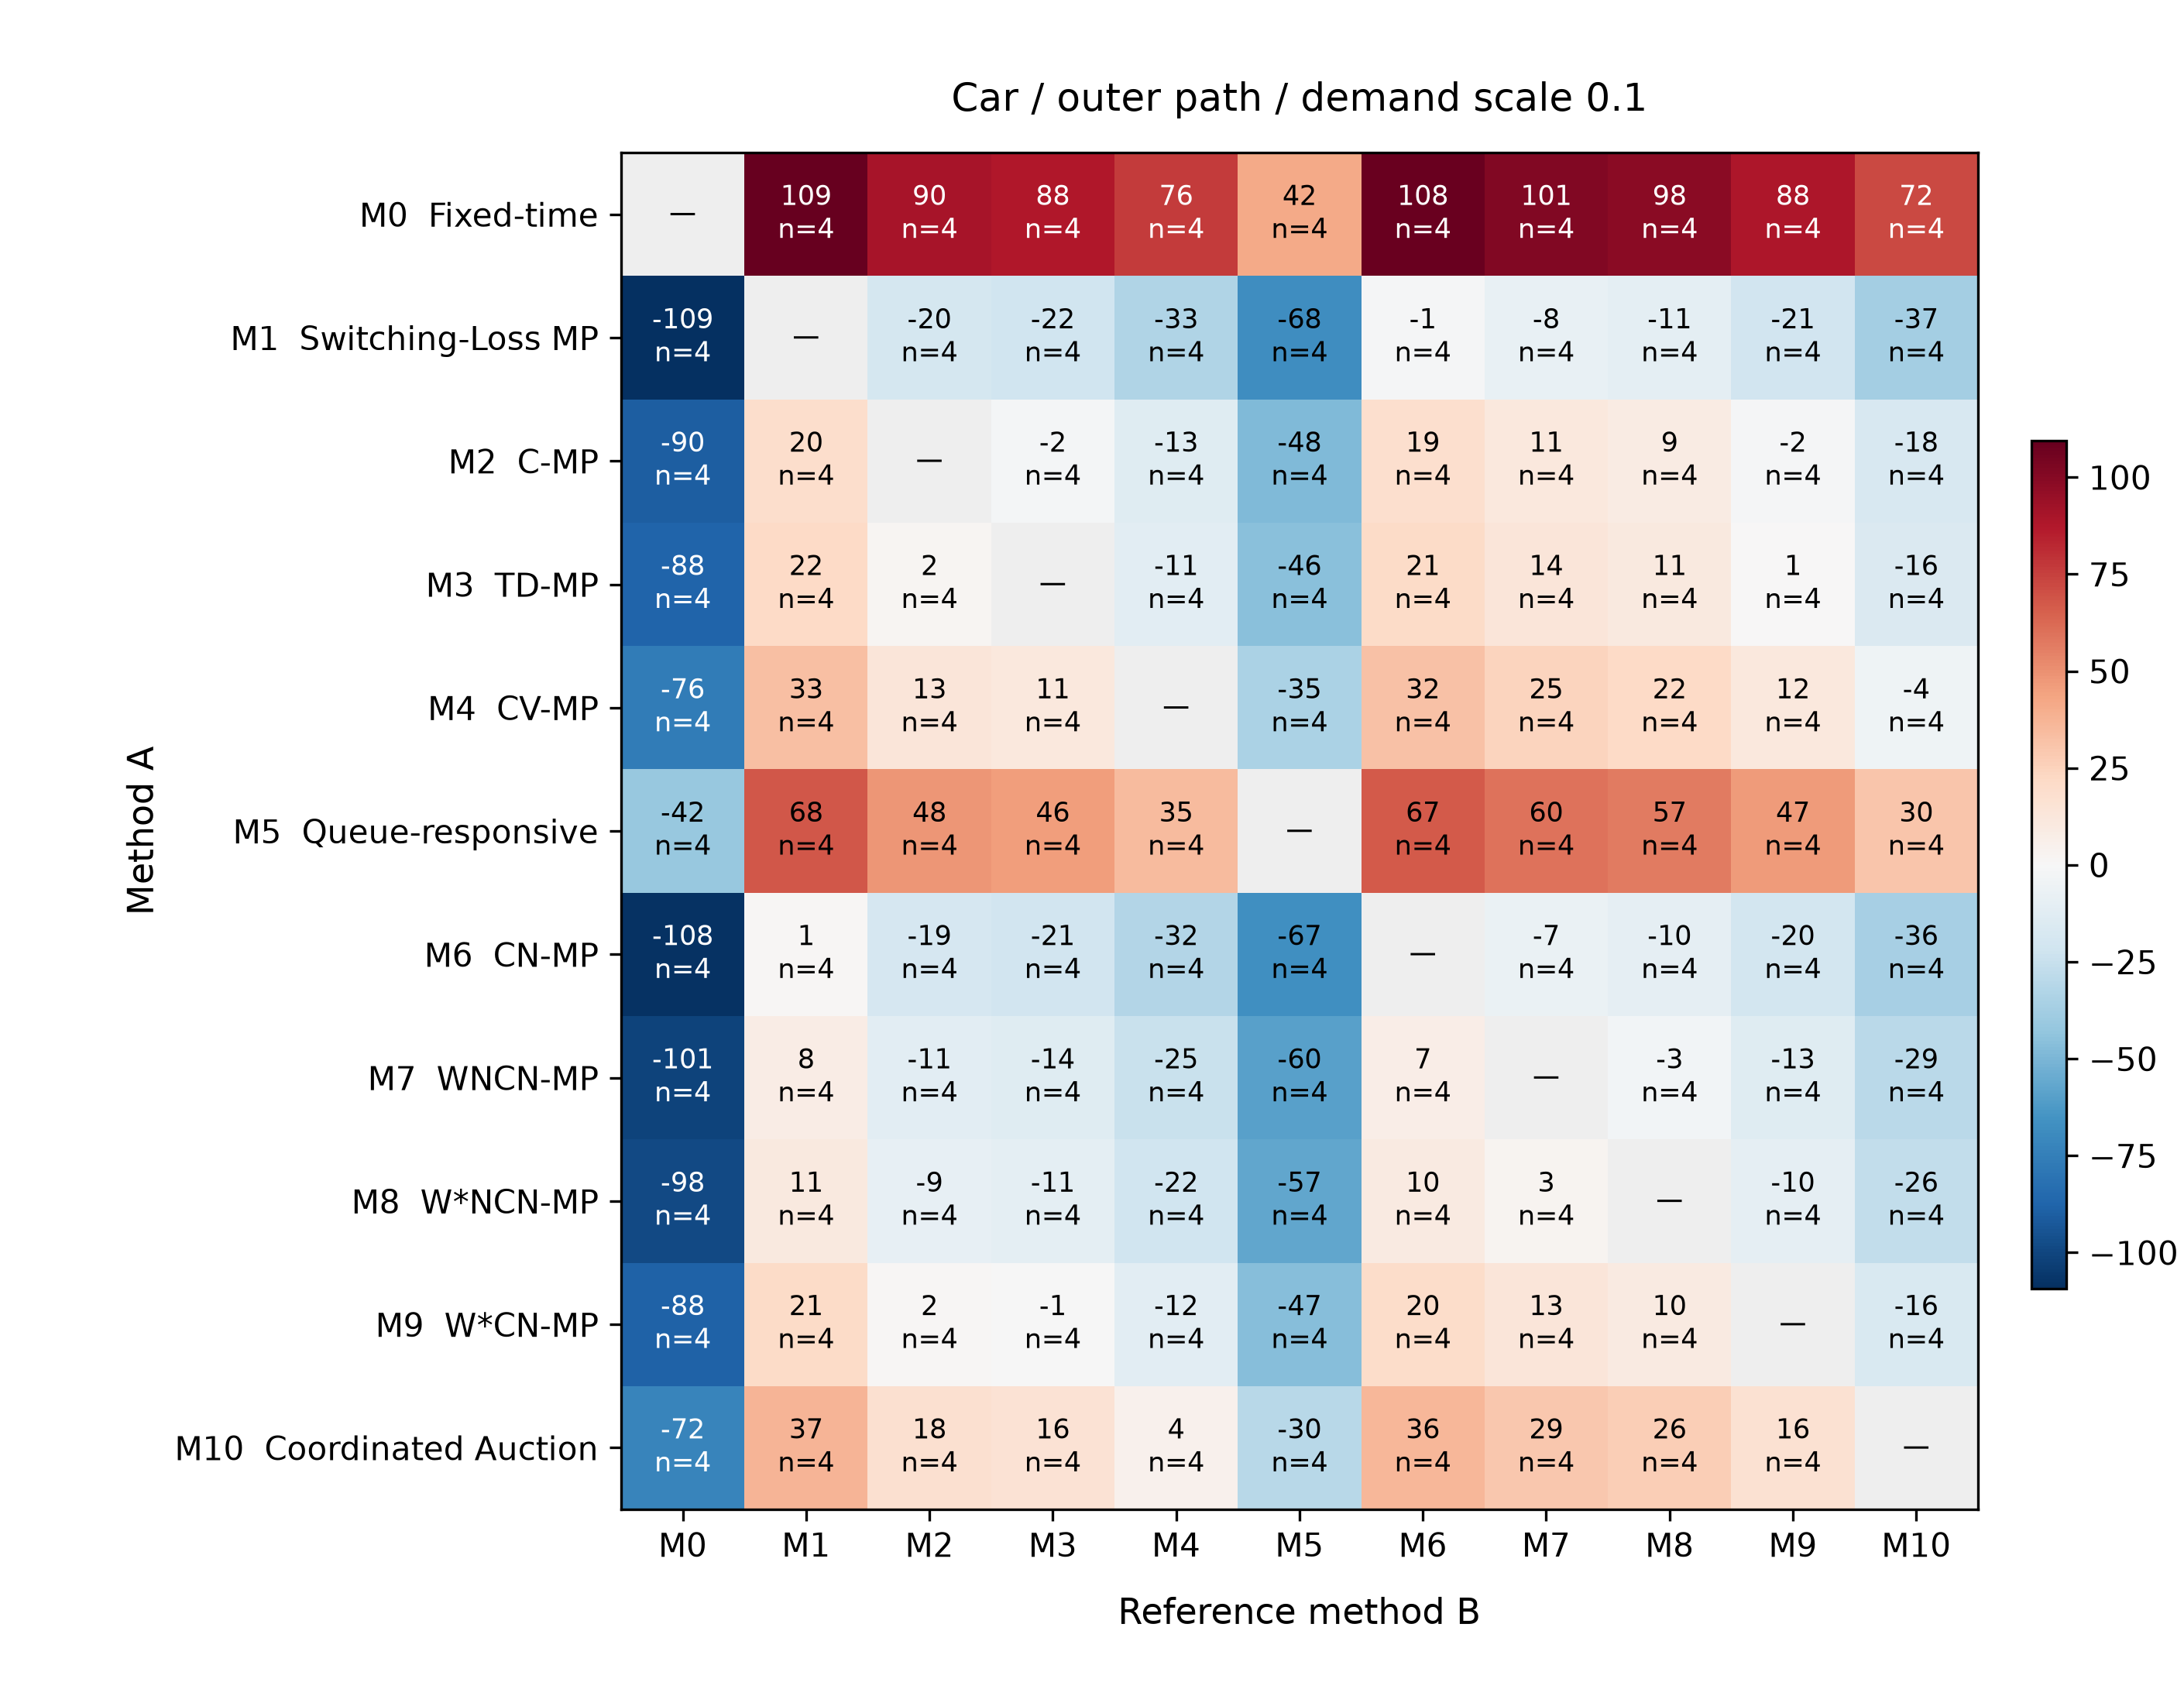 Car / outer path / demand scale 0.1
M0 Fixed-time — 109 90 88 76 42 108 101 98 88 72
n=4 n=4 n=4 n=4 n=4 n=4 n=4 n=4 n=4 n=4
M1 Switching-Loss MP -109 — -20 -22 -33 -68 -1 -8 -11 -21 -37
n=4 n=4 n=4 n=4 n=4 n=4 n=4 n=4 n=4 n=4
M2 C-MP -90 20 — -2 -13 -48 19 11 9 -2 -18
n=4 n=4 n=4 n=4 n=4 n=4 n=4 n=4 n=4 n=4
M3 TD-MP -88 22 2 — -11 -46 21 14 11 1 -16
n=4 n=4 n=4 n=4 n=4 n=4 n=4 n=4 n=4 n=4
M4 CV-MP -76 33 13 11 — -35 32 25 22 12 -4
n=4 n=4 n=4 n=4 n=4 n=4 n=4 n=4 n=4 n=4
M5 Queue-responsive -42 68 48 46 35 — 67 60 57 47 30
n=4 n=4 n=4 n=4 n=4 n=4 n=4 n=4 n=4 n=4
M6 CN-MP -108 1 -19 -21 -32 -67 — -7 -10 -20 -36
n=4 n=4 n=4 n=4 n=4 n=4 n=4 n=4 n=4 n=4
M7 WNCN-MP -101 8 -11 -14 -25 -60 7 — -3 -13 -29
n=4 n=4 n=4 n=4 n=4 n=4 n=4 n=4 n=4 n=4
M8 W*NCN-MP -98 11 -9 -11 -22 -57 10 3 — -10 -26
n=4 n=4 n=4 n=4 n=4 n=4 n=4 n=4 n=4 n=4
M9 W*CN-MP -88 21 2 -1 -12 -47 20 13 10 — -16
n=4 n=4 n=4 n=4 n=4 n=4 n=4 n=4 n=4 n=4
M10 Coordinated Auction -72 37 18 16 4 -30 36 29 26 16 —
n=4 n=4 n=4 n=4 n=4 n=4 n=4 n=4 n=4 n=4
M0 M1 M2 M3 M4 M5 M6 M7 M8 M9 M10
Reference method B
Method A
100
75
50
25
0
−25
−50
−75
−100